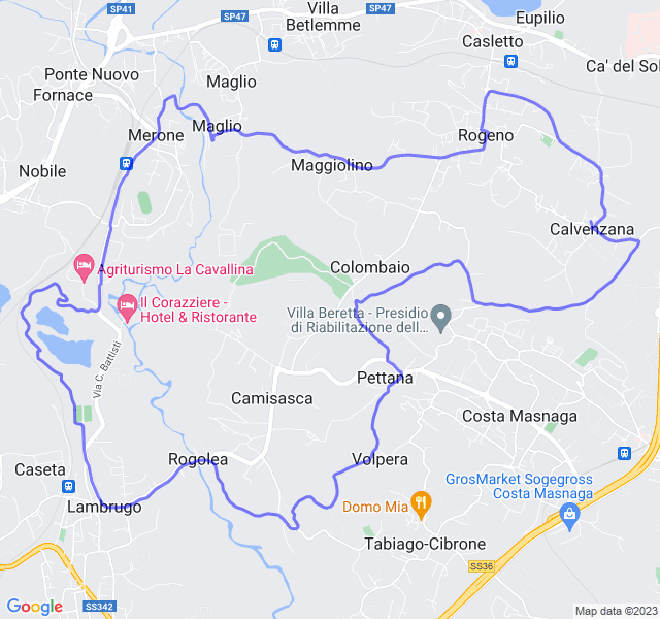 SP41
SP47
Villa
Betlemme
SP47
Eupilio
Casletto
Ca' del Sol
Ponte Nuovo
Fornace
Maglio
Merone
Maglio
Rogeno
Maggiolino
Nobile
Calvenzana
Agriturismo La Cavallina
Colombaio
Il Corazziere -
Hotel & Ristorante
Villa Beretta - Presidio
di Riabilitazione dell...
Via C. Battisti
Pettana
Camisasca
Costa Masnaga
Rogolea
Volpera
Caseta
GrosMarket Sogegross
Costa Masnaga
Lambrugo
Domo Mia
Tabiago-Cibrone
SS36
SS342
Google
Map data ©2023